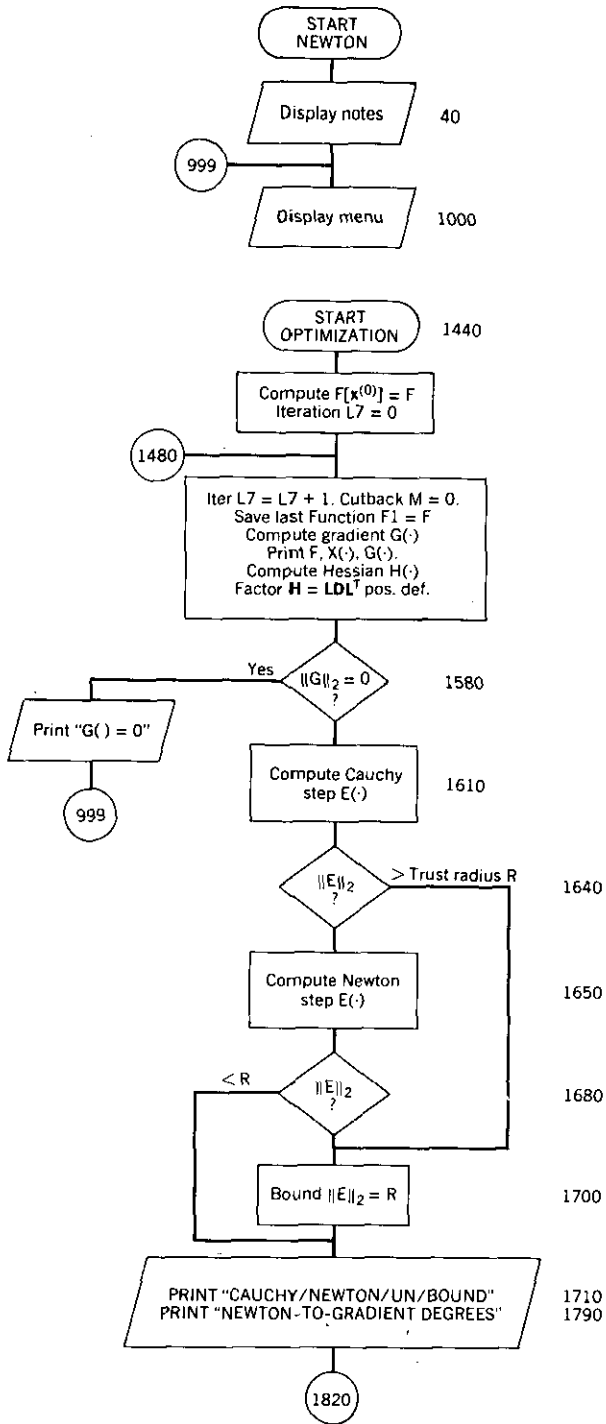 START
NEWTON
Display notes 40
999
Display menu 1000
START
OPTIMIZATION 1440
Compute F[x⁽⁰⁾] = F
Iteration L7 = 0
1480
Iter L7 = L7 + 1. Cutback M = 0.
Save last Function F1 = F
Compute gradient G(·)
Print F, X(·), G(·).
Compute Hessian H(·)
Factor H = LDLᵀ pos. def.
Yes
||G||₂ = 0
? 1580
Print "G( ) = 0"
999
Compute Cauchy
step E(·) 1610
||E||₂
? > Trust radius R 1640
Compute Newton
step E(·) 1650
< R
||E||₂
? 1680
Bound ||E||₂ = R 1700
PRINT "CAUCHY/NEWTON/UN/BOUND" 1710
PRINT "NEWTON-TO-GRADIENT DEGREES" 1790
1820